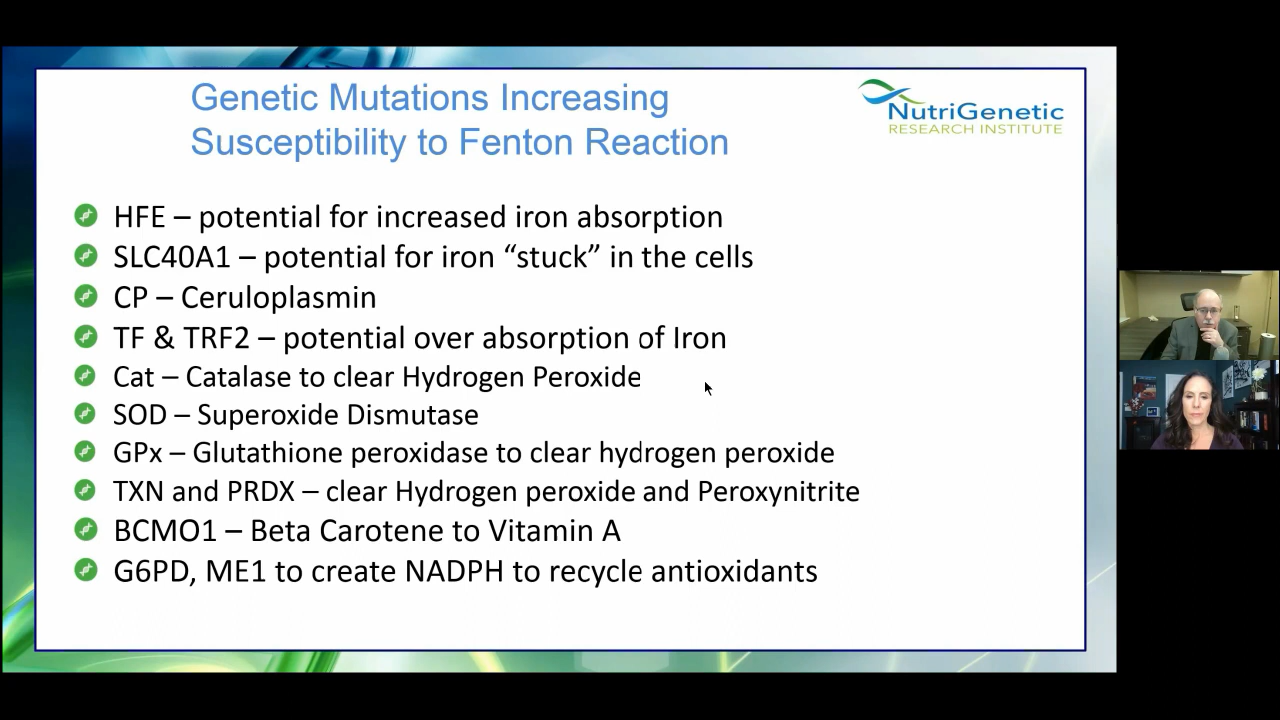 Genetic Mutations Increasing
Susceptibility to Fenton Reaction
NutriGenetic
RESEARCH INSTITUTE
HFE – potential for increased iron absorption
SLC40A1 – potential for iron “stuck” in the cells
CP – Ceruloplasmin
TF & TRF2 – potential over absorption of Iron
Cat – Catalase to clear Hydrogen Peroxide
SOD – Superoxide Dismutase
GPx – Glutathione peroxidase to clear hydrogen peroxide
TXN and PRDX – clear Hydrogen peroxide and Peroxynitrite
BCMO1 – Beta Carotene to Vitamin A
G6PD, ME1 to create NADPH to recycle antioxidants